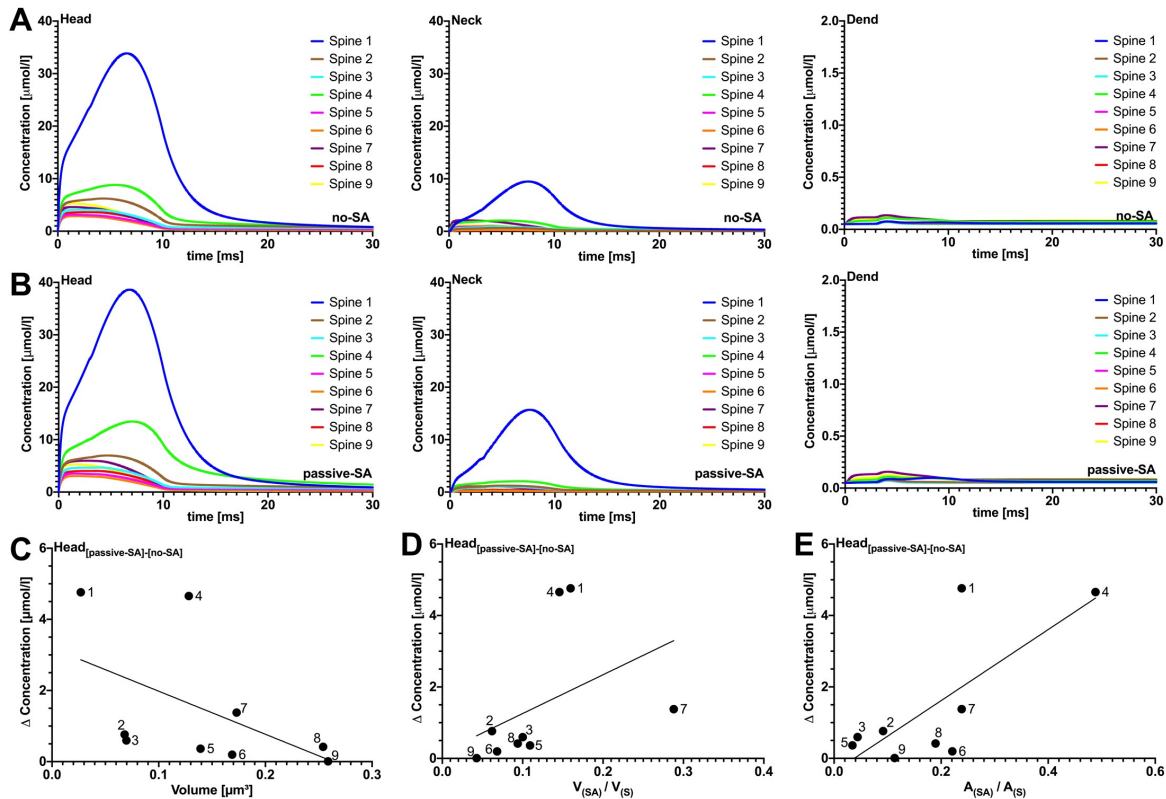 A
Head
Concentration [µmol/l]
40
30
20
10
0
0 10 20 30
time [ms]
Spine 1
Spine 2
Spine 3
Spine 4
Spine 5
Spine 6
Spine 7
Spine 8
Spine 9
no-SA
Neck
Concentration [µmol/l]
40
30
20
10
0
0 10 20 30
time [ms]
Spine 1
Spine 2
Spine 3
Spine 4
Spine 5
Spine 6
Spine 7
Spine 8
Spine 9
no-SA
Dend
Concentration [µmol/l]
2.0
1.5
1.0
0.5
0.0
0 10 20 30
time [ms]
Spine 1
Spine 2
Spine 3
Spine 4
Spine 5
Spine 6
Spine 7
Spine 8
Spine 9
no-SA
B
Head
Concentration [µmol/l]
40
30
20
10
0
0 10 20 30
time [ms]
Spine 1
Spine 2
Spine 3
Spine 4
Spine 5
Spine 6
Spine 7
Spine 8
Spine 9
passive-SA
Neck
Concentration [µmol/l]
40
30
20
10
0
0 10 20 30
time [ms]
Spine 1
Spine 2
Spine 3
Spine 4
Spine 5
Spine 6
Spine 7
Spine 8
Spine 9
passive-SA
Dend
Concentration [µmol/l]
2.0
1.5
1.0
0.5
0.0
0 10 20 30
time [ms]
Spine 1
Spine 2
Spine 3
Spine 4
Spine 5
Spine 6
Spine 7
Spine 8
Spine 9
passive-SA
C
Head[passive-SA]-[no-SA]
Δ Concentration [µmol/l]
6
4
2
0
1
4
7
2
3
5
6
8
9
0.0 0.1 0.2 0.3
Volume [µm³]
D
Head[passive-SA]-[no-SA]
Δ Concentration [µmol/l]
6
4
2
0
4
1
7
2
3
8
5
6
9
0.0 0.1 0.2 0.3 0.4
V(SA) / V(S)
E
Head[passive-SA]-[no-SA]
Δ Concentration [µmol/l]
6
4
2
0
1
4
7
2
3
5
8
6
9
0.0 0.2 0.4 0.6
A(SA) / A(S)